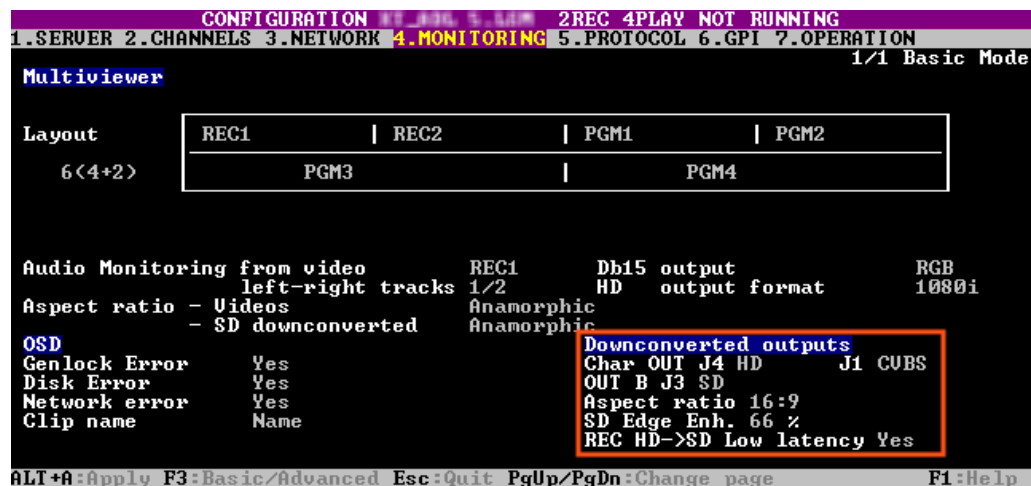 CONFIGURATION 2REC 4PLAY NOT RUNNING
1.SERVER 2.CHANNELS 3.NETWORK 4.MONITORING 5.PROTOCOL 6.GPI 7.OPERATION
1/1 Basic Mode
Multiviewer
Layout REC1 | REC2 | PGM1 | PGM2
6(4+2) PGM3 | PGM4
Audio Monitoring from video REC1 Db15 output RGB
left-right tracks 1/2 HD output format 1080i
Aspect ratio - Videos Anamorphic
- SD downconverted Anamorphic
OSD Downconverted outputs
Genlock Error Yes Char OUT J4 HD J1 CVBS
Disk Error Yes OUT B J3 SD
Network error Yes Aspect ratio 16:9
Clip name Name SD Edge Enh. 66 %
REC HD->SD Low latency Yes
ALT+A:Apply F3:Basic/Advanced Esc:Quit PgUp/PgDn:Change page F1:Help